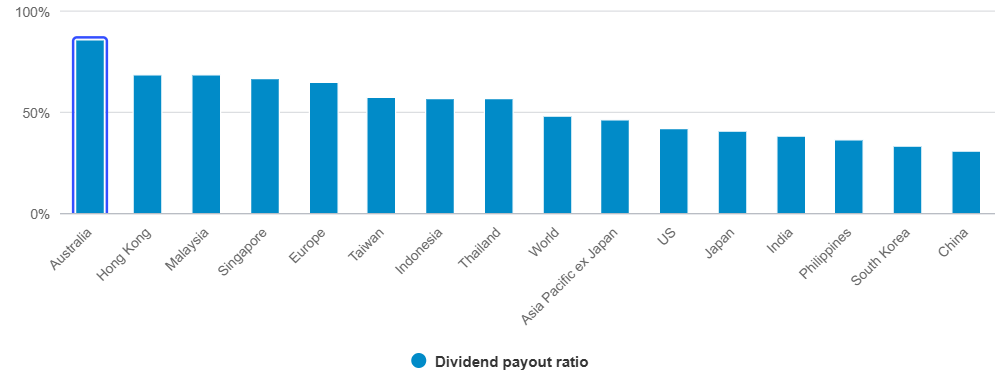 100%
50%
0%
Australia
Hong Kong
Malaysia
Singapore
Europe
Taiwan
Indonesia
Thailand
World
Asia Pacific ex Japan
US
Japan
India
Philippines
South Korea
China
Dividend payout ratio